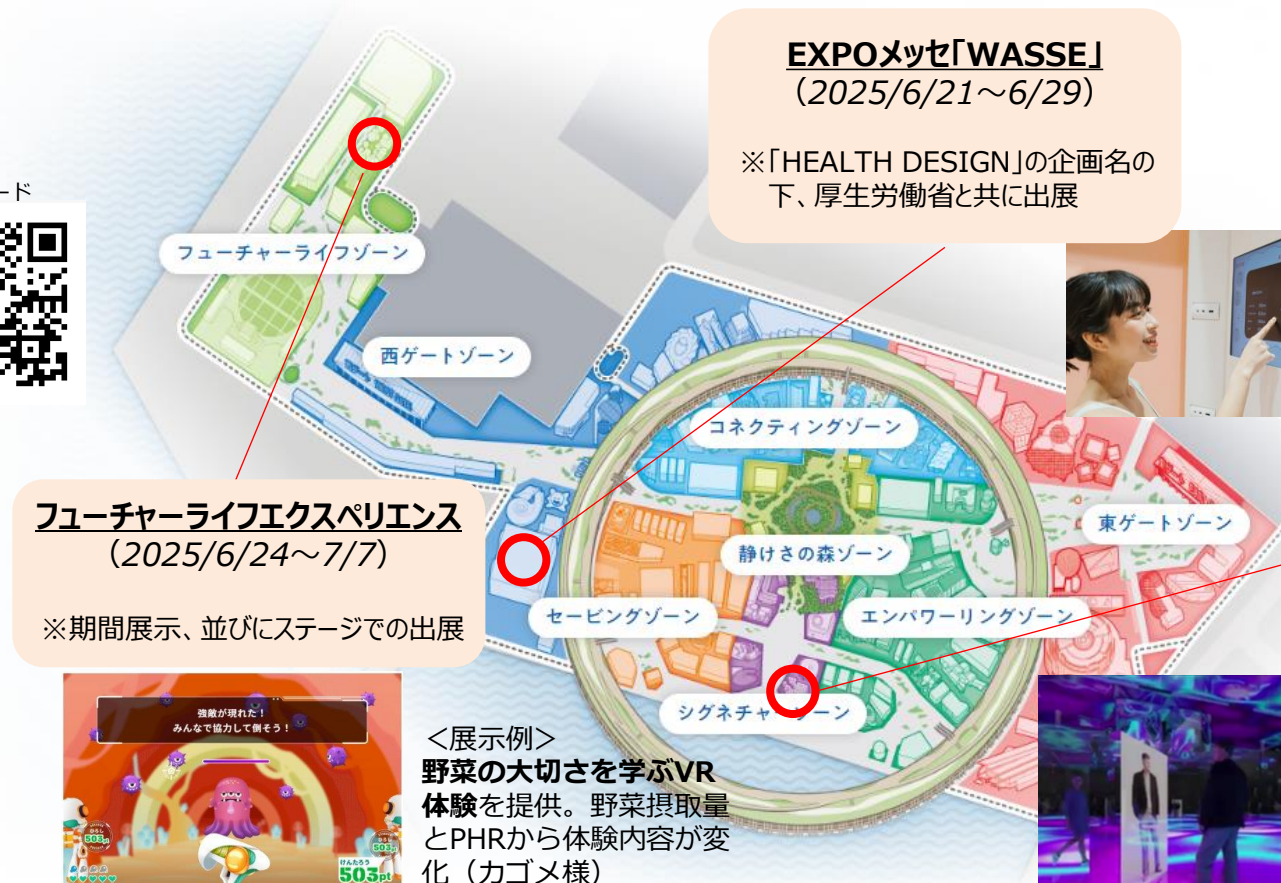 EXPOメッセ「WASSE」
（2025/6/21～6/29）
※「HEALTH DESIGN」の企画名の
下、厚生労働省と共に出展
ード
フューチャーライフゾーン
西ゲートゾーン
コネクティングゾーン
東ゲートゾーン
静けさの森ゾーン
セービングゾーン
エンパワーリングゾーン
シグネチャーゾーン
フューチャーライフエクスペリエンス
（2025/6/24～7/7）
※期間展示、並びにステージでの出展
強敵が現れた！
みんなで協力して倒そう！
ひろし
503pt
503
けんたろう
503pt
＜展示例＞
野菜の大切さを学ぶVR
体験を提供。野菜摂取量
とPHRから体験内容が変
化（カゴメ様）